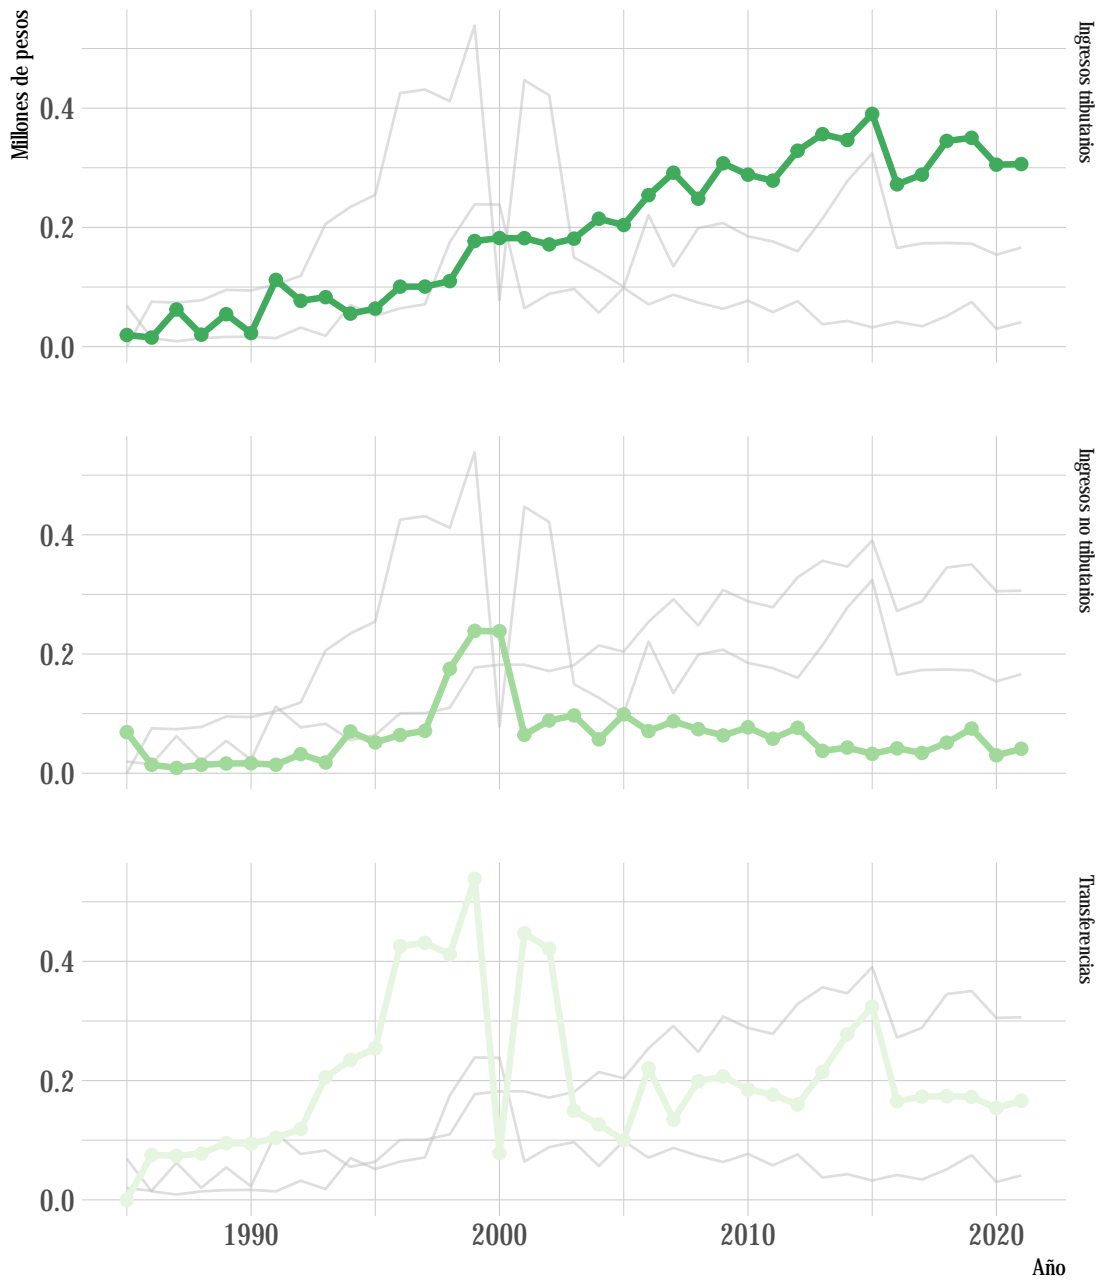 Millones de pesos
0.4
0.2
0.0
Ingresos tributarios
0.4
0.2
0.0
Ingresos no tributarios
0.4
0.2
0.0
Transferencias
1990 2000 2010 2020
Año